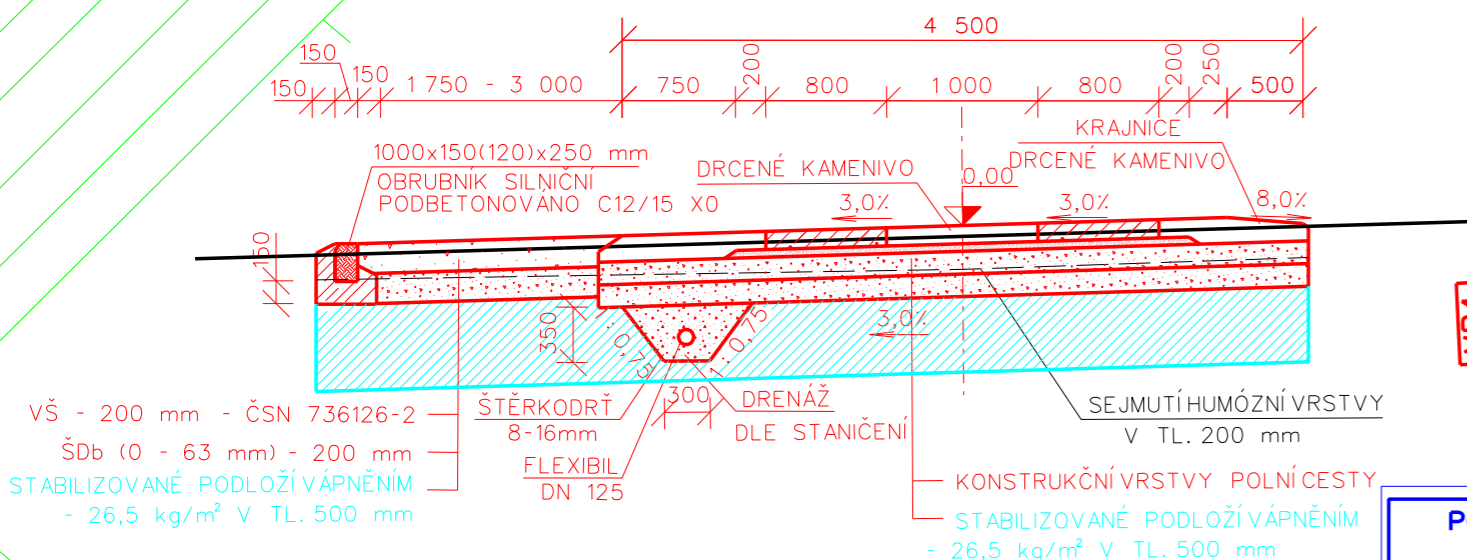 4 500
150
150
150
1 750 - 3 000
750
200
800
1 000
800
200
250
500
1000x150(120)x250 mm
OBRUBNÍK SILNIČNÍ
PODBETONOVÁNO C12/15 X0
DRCENÉ KAMENIVO
KRAJNICE
DRCENÉ KAMENIVO
0,00
3,0%
3,0%
8,0%
150
350
3,0%
300
VŠ - 200 mm - ČSN 736126-2
ŠDb (0 - 63 mm) - 200 mm
STABILIZOVANÉ PODLOŽÍ VÁPNĚNÍM
- 26,5 kg/m² V TL. 500 mm
ŠTĚRKODRŤ
8-16mm
FLEXIBIL
DN 125
DRENÁŽ
DLE STANIČENÍ
1 : 0,75
SEJMUTÍ HUMÓZNÍ VRSTVY
V TL. 200 mm
KONSTRUKČNÍ VRSTVY POLNÍ CESTY
STABILIZOVANÉ PODLOŽÍ VÁPNĚNÍM
- 26,5 kg/m² V TL. 500 mm